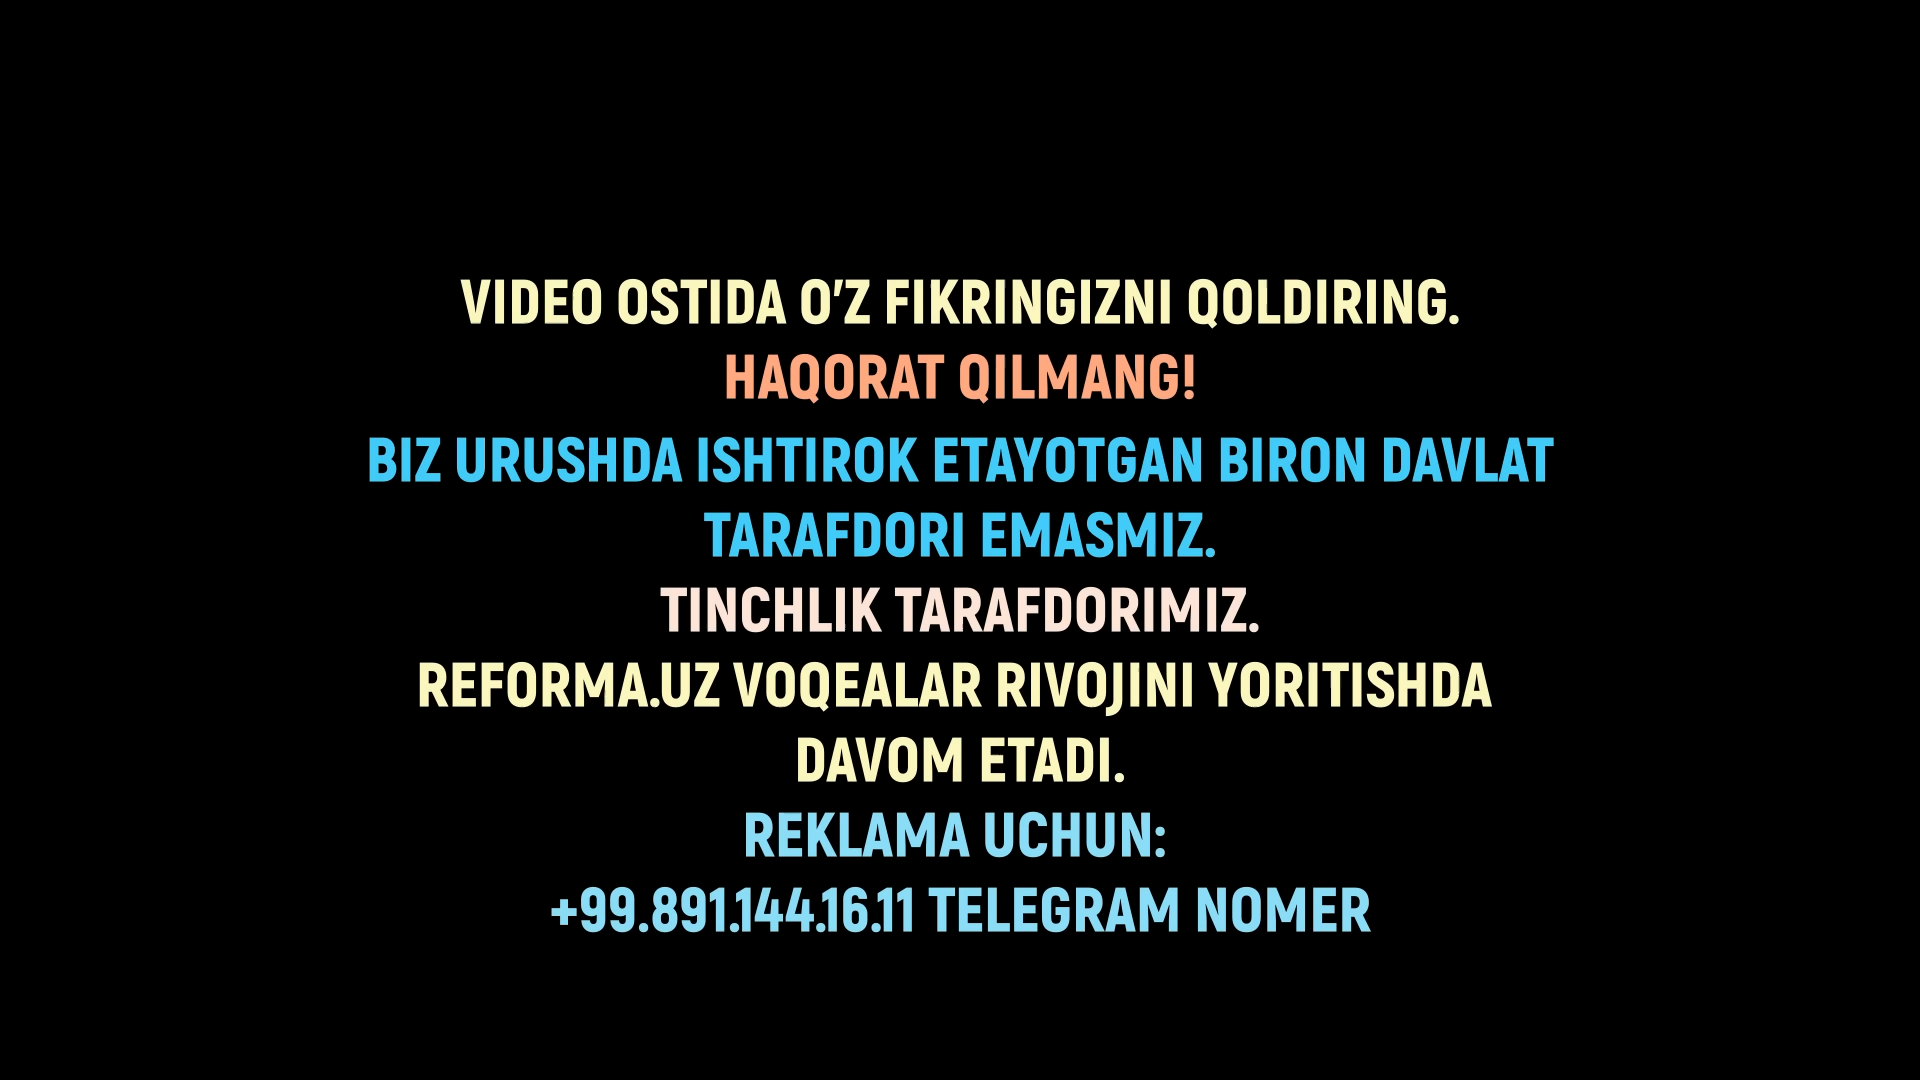 VIDEO OSTIDA O'Z FIKRINGIZNI QOLDIRING.
HAQORAT QILMANG!
BIZ URUSHDA ISHTIROK ETAYOTGAN BIRON DAVLAT
TARAFDORI EMASMIZ.
TINCHLIK TARAFDORIMIZ.
REFORMA.UZ VOQEALAR RIVOJINI YORITISHDA
DAVOM ETADI.
REKLAMA UCHUN:
+99.891.144.16.11 TELEGRAM NOMER